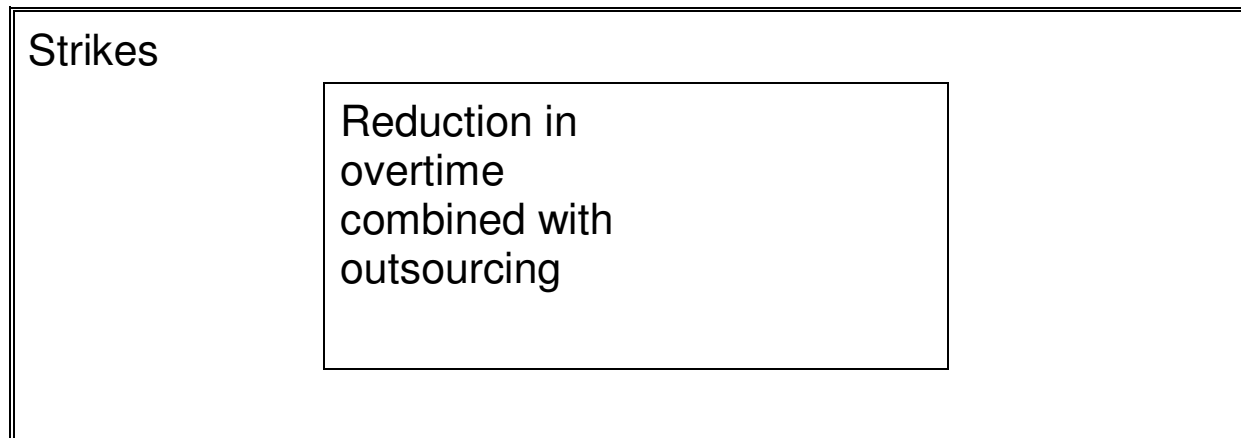 Strikes
Reduction in
overtime
combined with
outsourcing